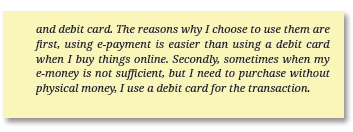 and debit card. The reasons why I choose to use them are
first, using e-payment is easier than using a debit card
when I buy things online. Secondly, sometimes when my
e-money is not sufficient, but I need to purchase without
physical money, I use a debit card for the transaction.